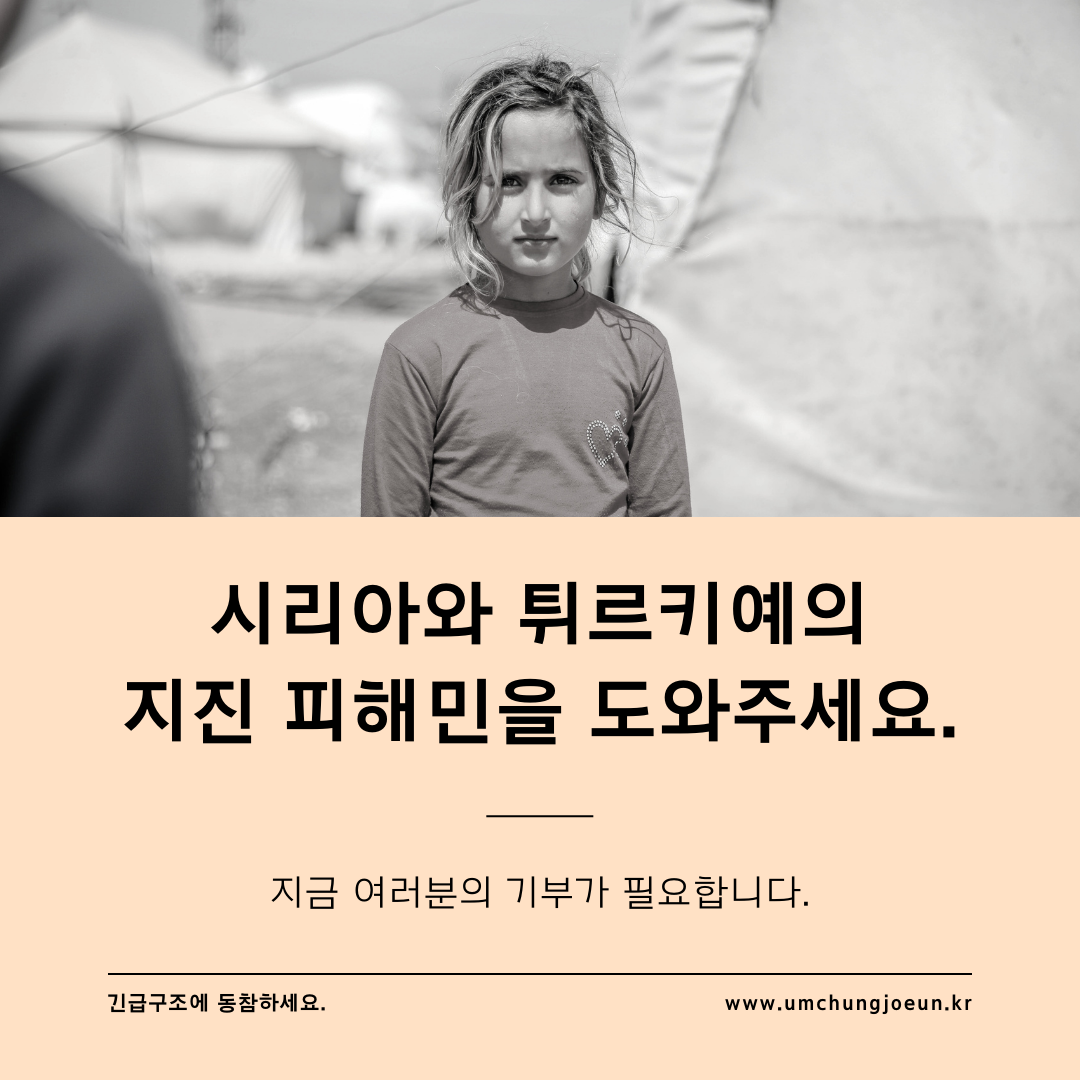 시리아와 튀르키예의
지진 피해민을 도와주세요.
지금 여러분의 기부가 필요합니다.
긴급구조에 동참하세요.
www.umchungjoeun.kr